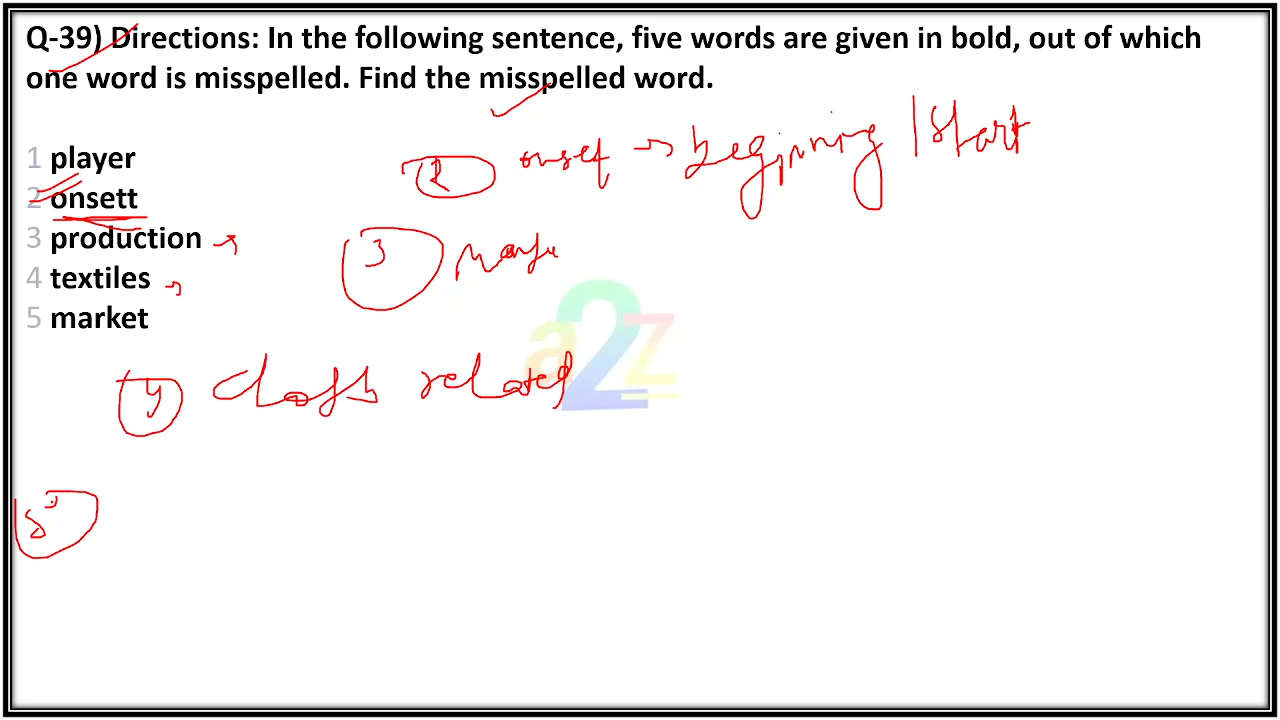 Q-39) Directions: In the following sentence, five words are given in bold, out of which
one word is misspelled. Find the misspelled word.
1 player
2 onsett
3 production
4 textiles
5 market
2 onset → beginning / Start
3
4 cloth related
5
a2z